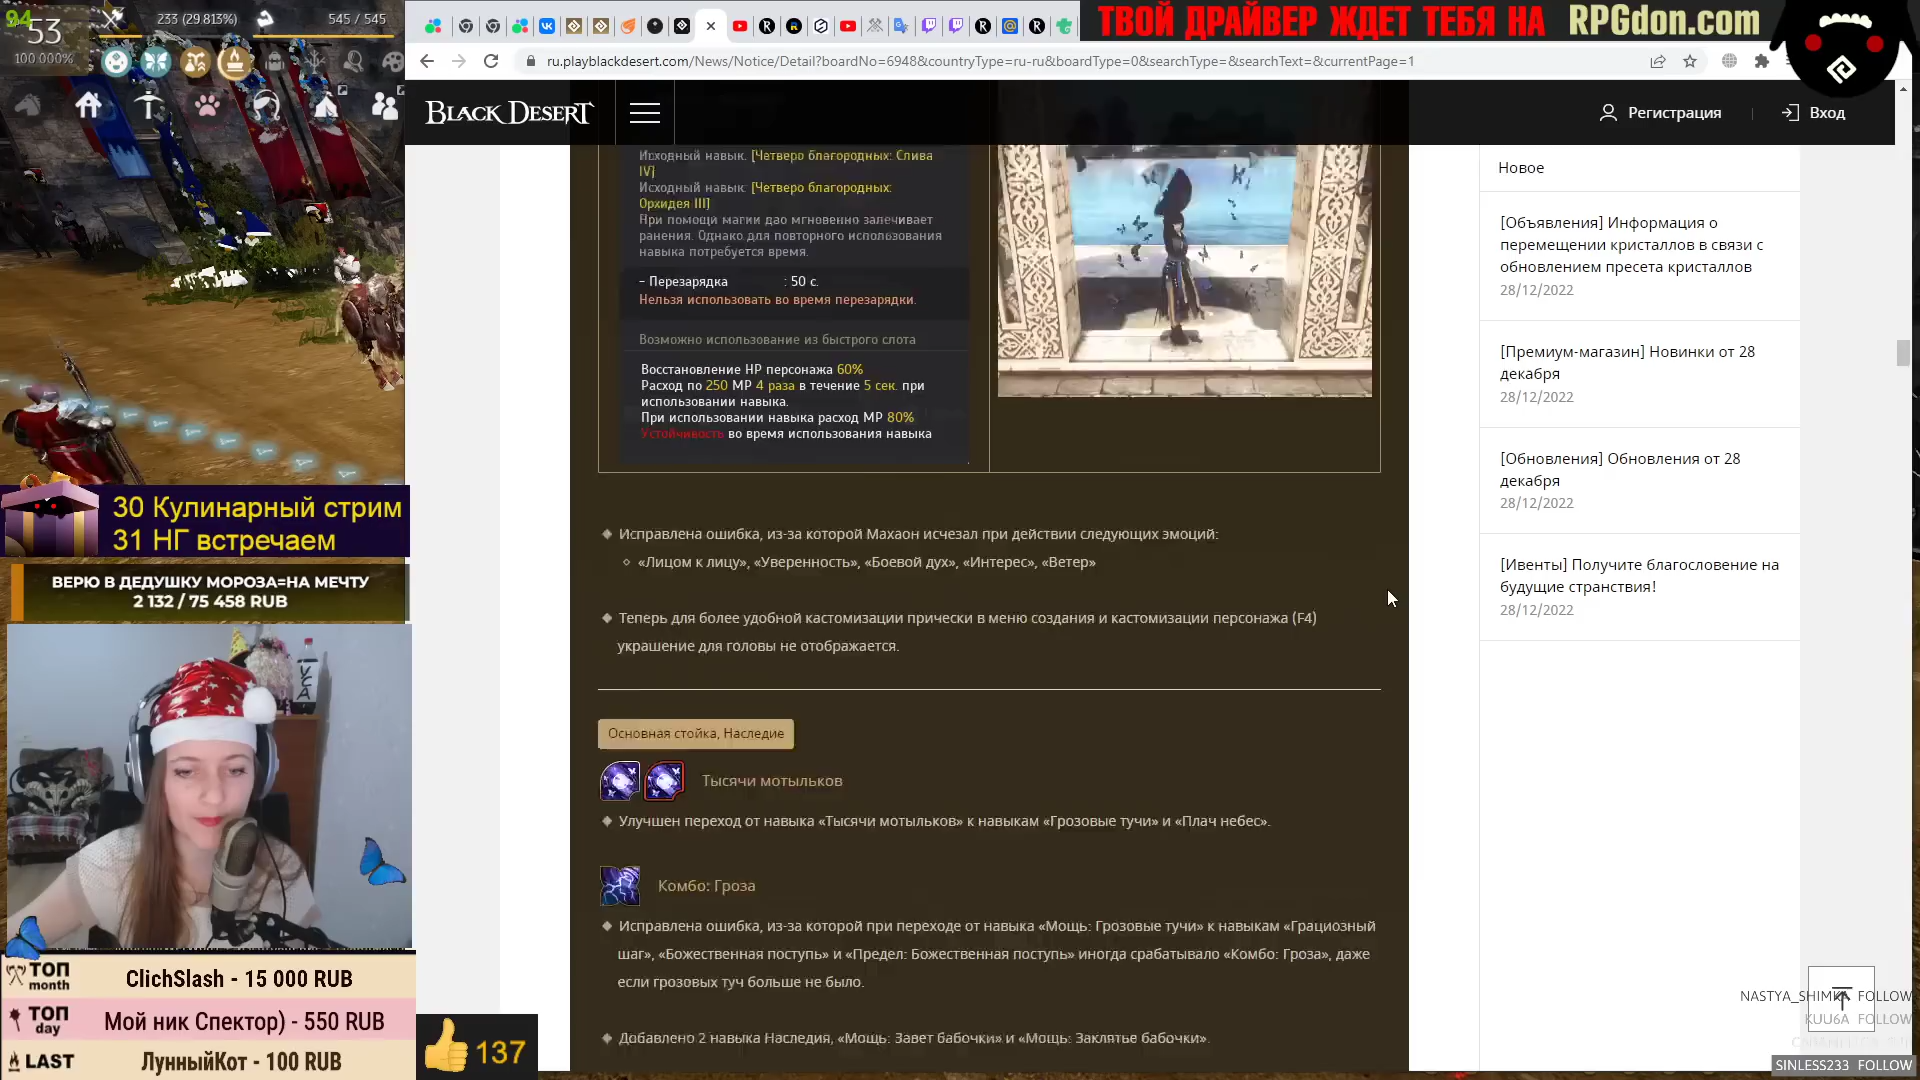 94
53
100.000%
233 (29.813%)
545 / 545
30 Кулинарный стрим
31 НГ встречаем
ВЕРЮ В ДЕДУШКУ МОРОЗА=НА МЕЧТУ
2 132 / 75 458 RUB
УСА
ТОП
month
ClichSlash - 15 000 RUB
ТОП
day
Мой ник Спектор) - 550 RUB
LAST
ЛунныйКот - 100 RUB
137
ТВОЙ ДРАЙВЕР ЖДЕТ ТЕБЯ НА RPGdon.com
ru.playblackdesert.com/News/Notice/Detail?boardNo=6948&countryType=ru-ru&boardType=0&searchType=&searchText=&currentPage=1
BLACK DESERT
Регистрация
Вход
Исходный навык: [Четверо благородных: Слива
IV]
Исходный навык: [Четверо благородных:
Орхидея III]
При помощи магии дао мгновенно залечивает
ранения. Однако для повторного использования
навыка потребуется время.
- Перезарядка : 50 с.
Нельзя использовать во время перезарядки.
Возможно использование из быстрого слота
Восстановление HP персонажа 60%
Расход по 250 MP 4 раза в течение 5 сек. при
использовании навыка.
При использовании навыка расход MP 80%
Устойчивость во время использования навыка
Исправлена ошибка, из-за которой Махаон исчезал при действии следующих эмоций:
«Лицом к лицу», «Уверенность», «Боевой дух», «Интерес», «Ветер»
Теперь для более удобной кастомизации прически в меню создания и кастомизации персонажа (F4)
украшение для головы не отображается.
Основная стойка, Наследие
Тысячи мотыльков
Улучшен переход от навыка «Тысячи мотыльков» к навыкам «Грозовые тучи» и «Плач небес».
Комбо: Гроза
Исправлена ошибка, из-за которой при переходе от навыка «Мощь: Грозовые тучи» к навыкам «Грациозный
шаг», «Божественная поступь» и «Предел: Божественная поступь» иногда срабатывало «Комбо: Гроза», даже
если грозовых туч больше не было.
Добавлено 2 навыка Наследия, «Мощь: Завет бабочки» и «Мощь: Заклятье бабочки».
Новое
[Объявления] Информация о
перемещении кристаллов в связи с
обновлением пресета кристаллов
28/12/2022
[Премиум-магазин] Новинки от 28
декабря
28/12/2022
[Обновления] Обновления от 28
декабря
28/12/2022
[Ивенты] Получите благословение на
будущие странствия!
28/12/2022
NASTYA_SHIMKA FOLLOW
KUU6A FOLLOW
SINLESS233 FOLLOW